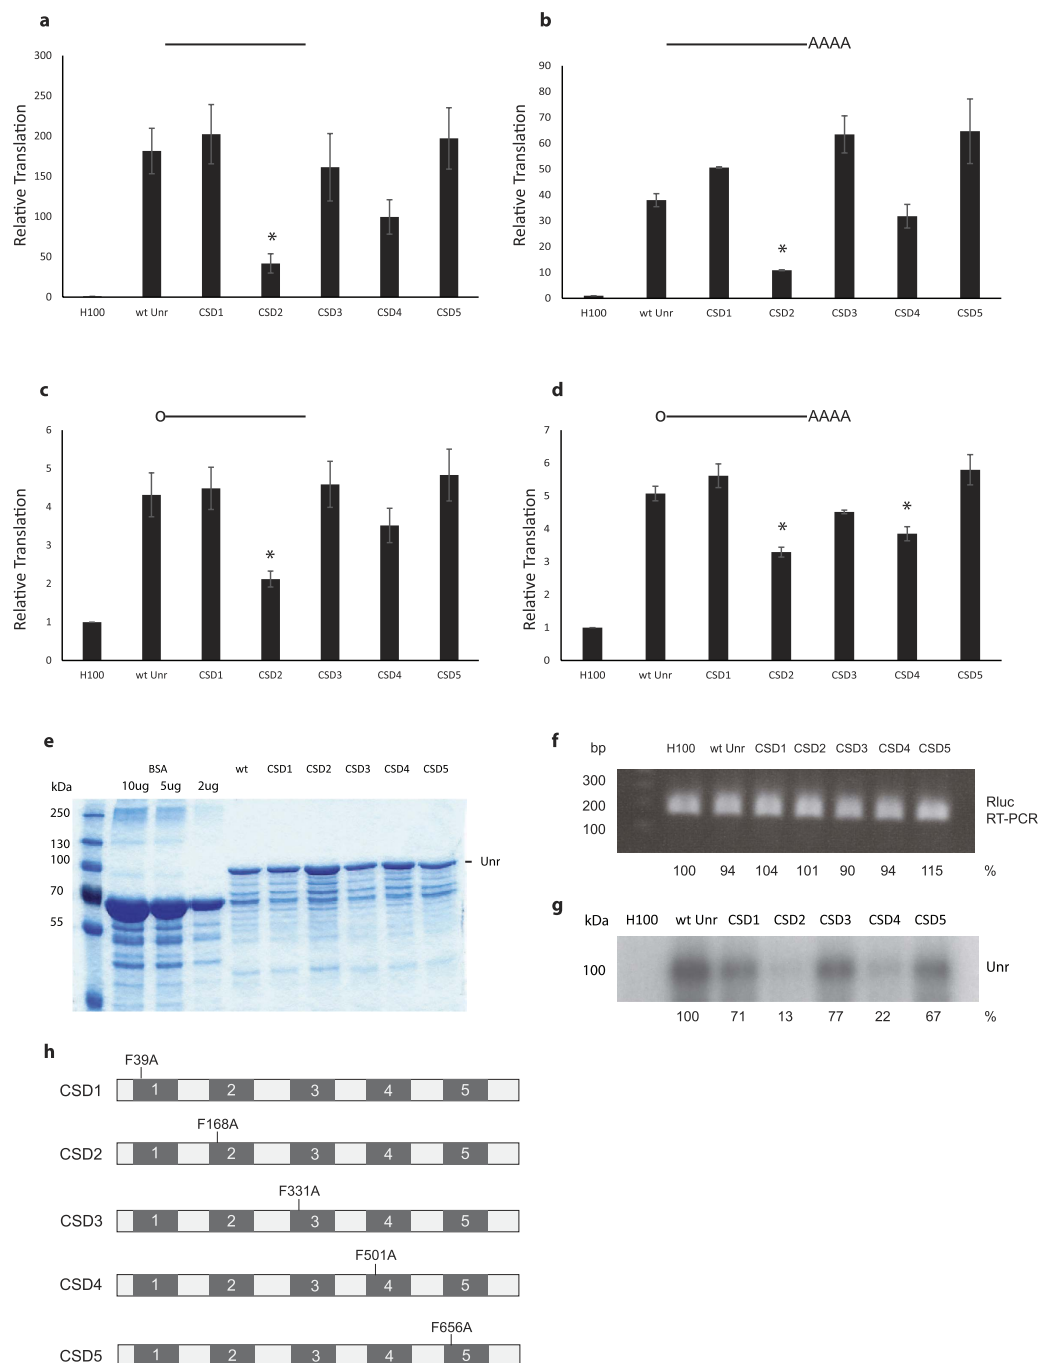 a
Relative Translation
300
250
200
150
100
50
0
H100 wt Unr CSD1 CSD2 CSD3 CSD4 CSD5
*
b
AAAA
Relative Translation
90
80
70
60
50
40
30
20
10
0
H100 wt Unr CSD1 CSD2 CSD3 CSD4 CSD5
*
c
O
Relative Translation
6
5
4
3
2
1
0
H100 wt Unr CSD1 CSD2 CSD3 CSD4 CSD5
*
d
O AAAA
Relative Translation
7
6
5
4
3
2
1
0
H100 wt Unr CSD1 CSD2 CSD3 CSD4 CSD5
* *
e
BSA wt CSD1 CSD2 CSD3 CSD4 CSD5
kDa 10ug 5ug 2ug
250
130
100
70
55
Unr
f
bp H100 wt Unr CSD1 CSD2 CSD3 CSD4 CSD5
300
200
100
Rluc
RT-PCR
100 94 104 101 90 94 115 %
g
kDa H100 wt Unr CSD1 CSD2 CSD3 CSD4 CSD5
100 Unr
100 71 13 77 22 67 %
h
F39A
CSD1 1 2 3 4 5
F168A
CSD2 1 2 3 4 5
F331A
CSD3 1 2 3 4 5
F501A
CSD4 1 2 3 4 5
F656A
CSD5 1 2 3 4 5